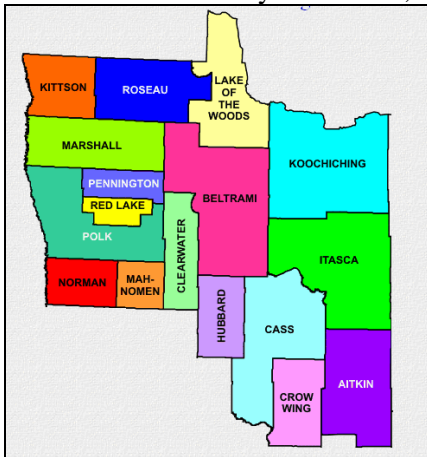 KITTSON
ROSEAU
LAKE
OF
THE
WOODS
MARSHALL
KOOCHICHING
PENNINGTON
RED LAKE
BELTRAMI
POLK
CLEARWATER
ITASCA
NORMAN
MAH-
NOMEN
HUBBARD
CASS
AITKIN
CROW
WING